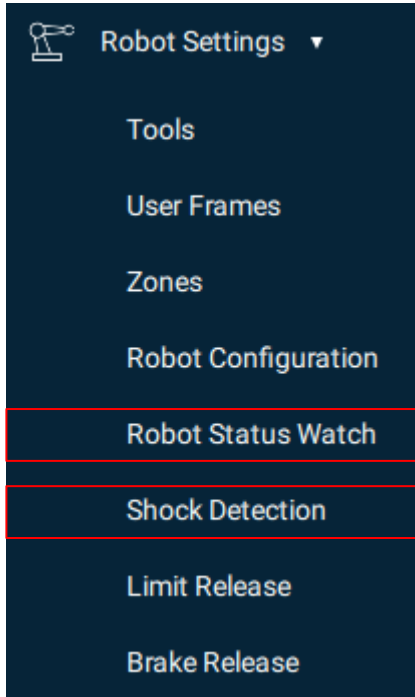 Robot Settings ▼
Tools
User Frames
Zones
Robot Configuration
Robot Status Watch
Shock Detection
Limit Release
Brake Release